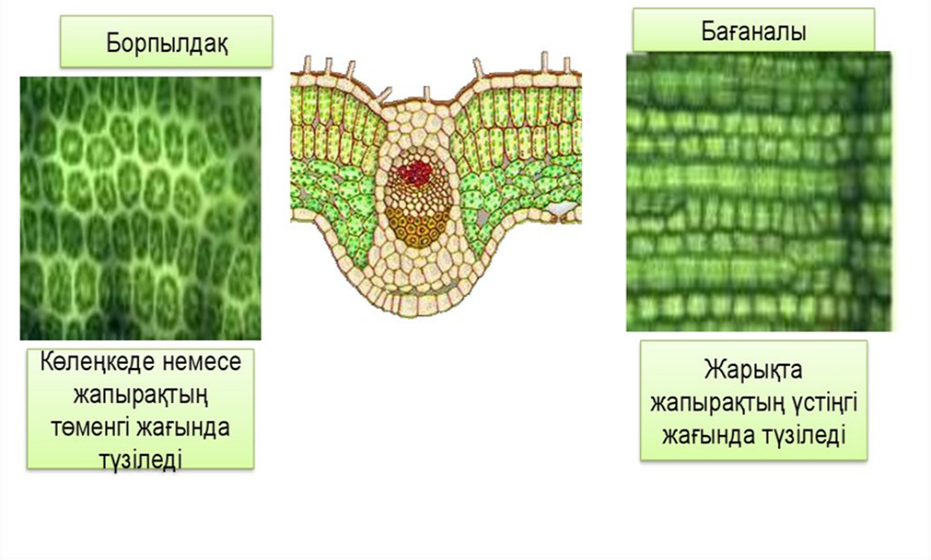 Борпылдақ
Бағаналы
Көлеңкеде немесе
жапырақтың
төменгі жағында
түзіледі
Жарықта
жапырақтың үстіңгі
жағында түзіледі